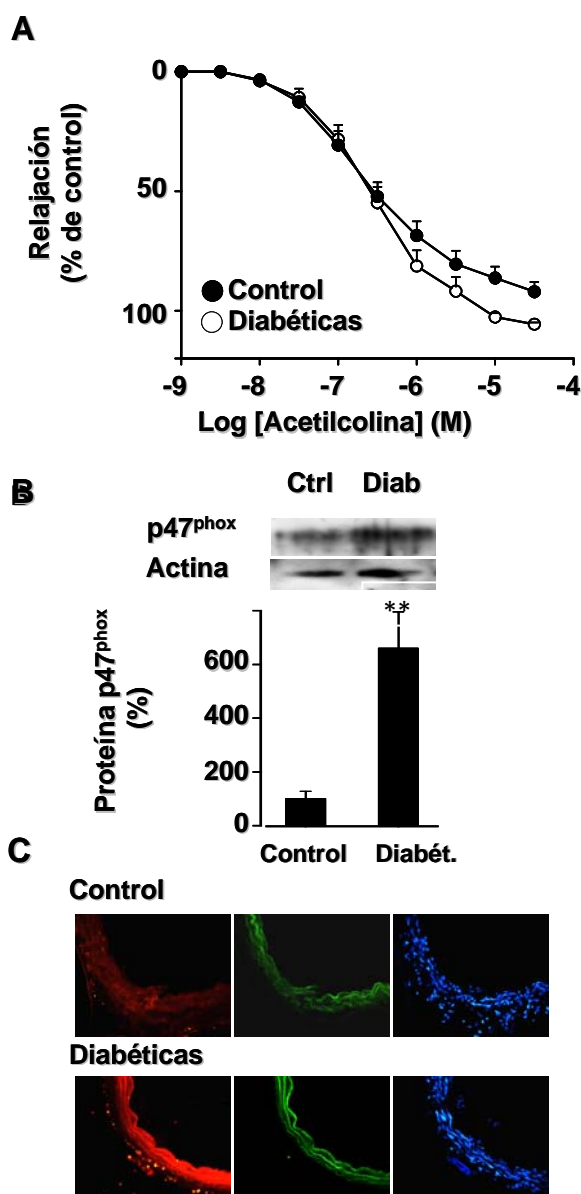 A
0
50
100
Relajación
(% de control)
Control
Diabéticas
-9 -8 -7 -6 -5 -4
Log [Acetilcolina] (M)
B
Ctrl Diab
p47phox
Actina
**
600
400
200
0
Proteína p47phox
(%)
Control Diabét.
C
Control
Diabéticas